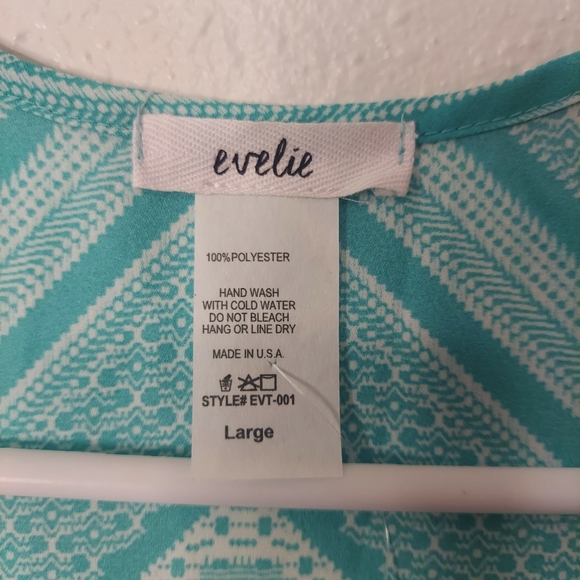 evelie
100%POLYESTER
HAND WASH
WITH COLD WATER
DO NOT BLEACH
HANG OR LINE DRY
MADE IN U.S.A.
STYLE# EVT-001
Large